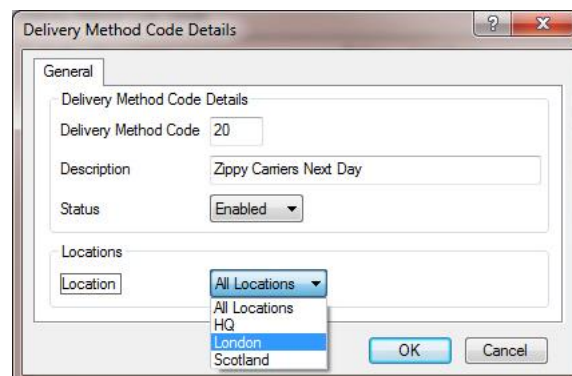 Delivery Method Code Details
?
X
General
Delivery Method Code Details
Delivery Method Code 20
Description Zippy Carriers Next Day
Status Enabled
Locations
Location All Locations
All Locations
HQ
London
Scotland
OK Cancel